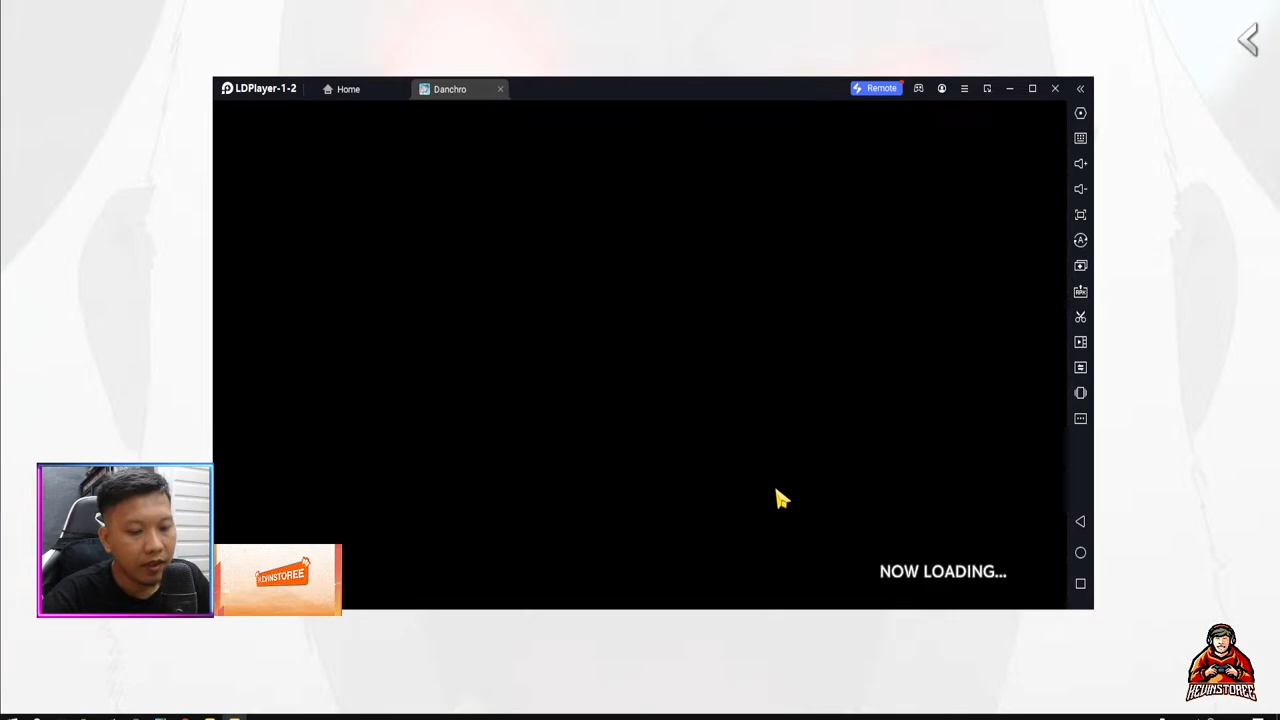 LDPlayer-1-2
Home
Danchro
Remote
NOW LOADING...
KEVINSTOREE
KEVINSTOREE